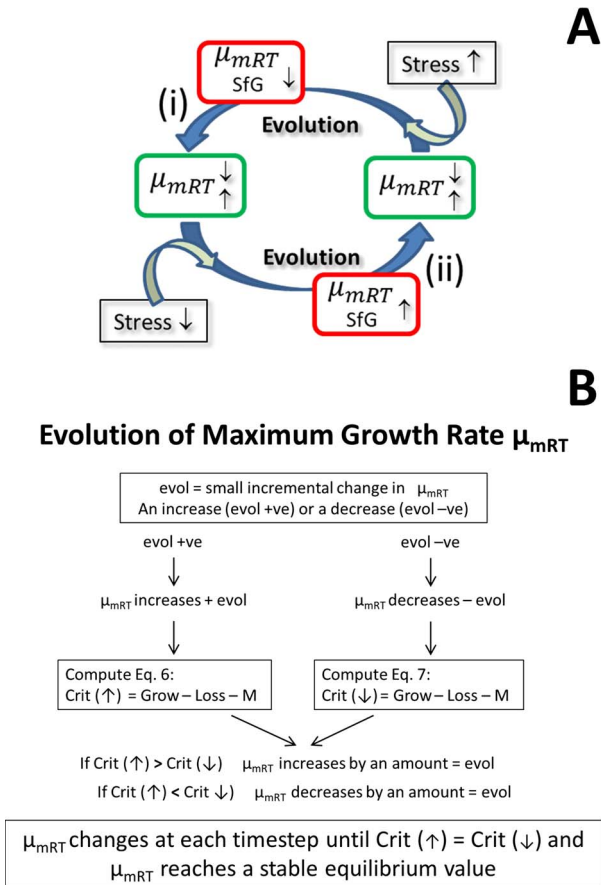 A
μmRT ↓
SfG
Stress ↑
(i)
Evolution
μmRT ↓↑
μmRT ↓↑
Evolution
(ii)
μmRT ↑
SfG
Stress ↓
B
Evolution of Maximum Growth Rate μmRT
evol = small incremental change in μmRT
An increase (evol +ve) or a decrease (evol –ve)
evol +ve
evol –ve
μmRT increases + evol
μmRT decreases – evol
Compute Eq. 6:
Crit (↑) = Grow – Loss – M
Compute Eq. 7:
Crit (↓) = Grow – Loss – M
If Crit (↑) > Crit (↓) μmRT increases by an amount = evol
If Crit (↑) < Crit ↓) μmRT decreases by an amount = evol
μmRT changes at each timestep until Crit (↑) = Crit (↓) and
μmRT reaches a stable equilibrium value